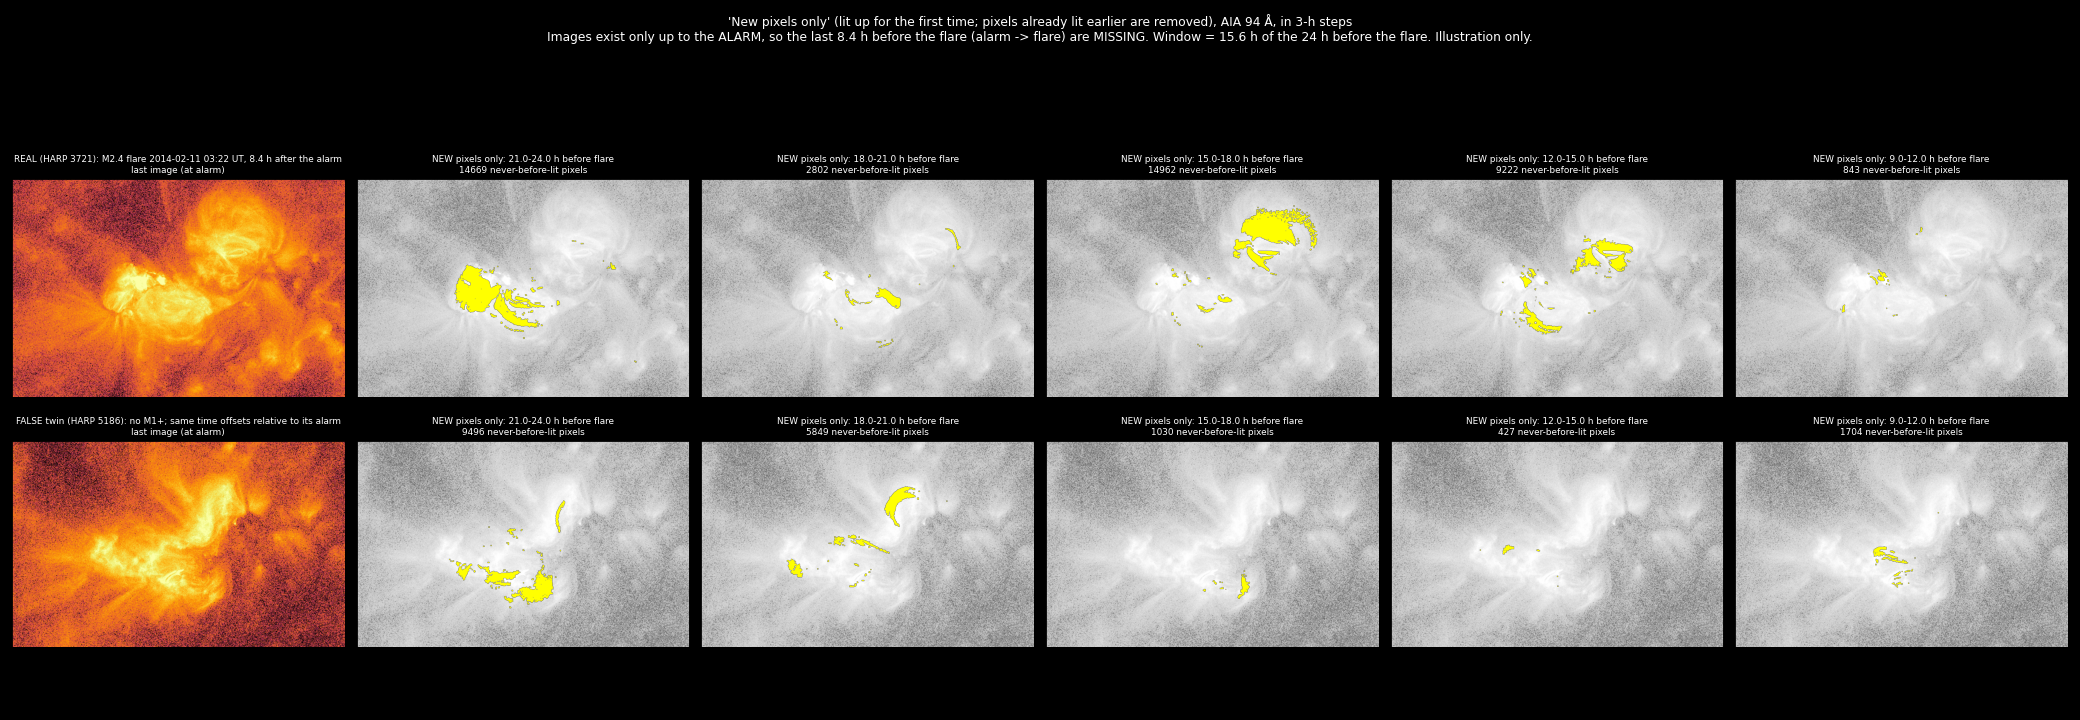 'New pixels only' (lit up for the first time; pixels already lit earlier are removed), AIA 94 Å, in 3-h steps
Images exist only up to the ALARM, so the last 8.4 h before the flare (alarm -> flare) are MISSING. Window = 15.6 h of the 24 h before the flare. Illustration only.
REAL (HARP 3721): M2.4 flare 2014-02-11 03:22 UT, 8.4 h after the alarm
last image (at alarm)
NEW pixels only: 21.0-24.0 h before flare
14669 never-before-lit pixels
NEW pixels only: 18.0-21.0 h before flare
2802 never-before-lit pixels
NEW pixels only: 15.0-18.0 h before flare
14962 never-before-lit pixels
NEW pixels only: 12.0-15.0 h before flare
9222 never-before-lit pixels
NEW pixels only: 9.0-12.0 h before flare
843 never-before-lit pixels
FALSE twin (HARP 5186): no M1+; same time offsets relative to its alarm
last image (at alarm)
NEW pixels only: 21.0-24.0 h before flare
9496 never-before-lit pixels
NEW pixels only: 18.0-21.0 h before flare
5849 never-before-lit pixels
NEW pixels only: 15.0-18.0 h before flare
1030 never-before-lit pixels
NEW pixels only: 12.0-15.0 h before flare
427 never-before-lit pixels
NEW pixels only: 9.0-12.0 h before flare
1704 never-before-lit pixels